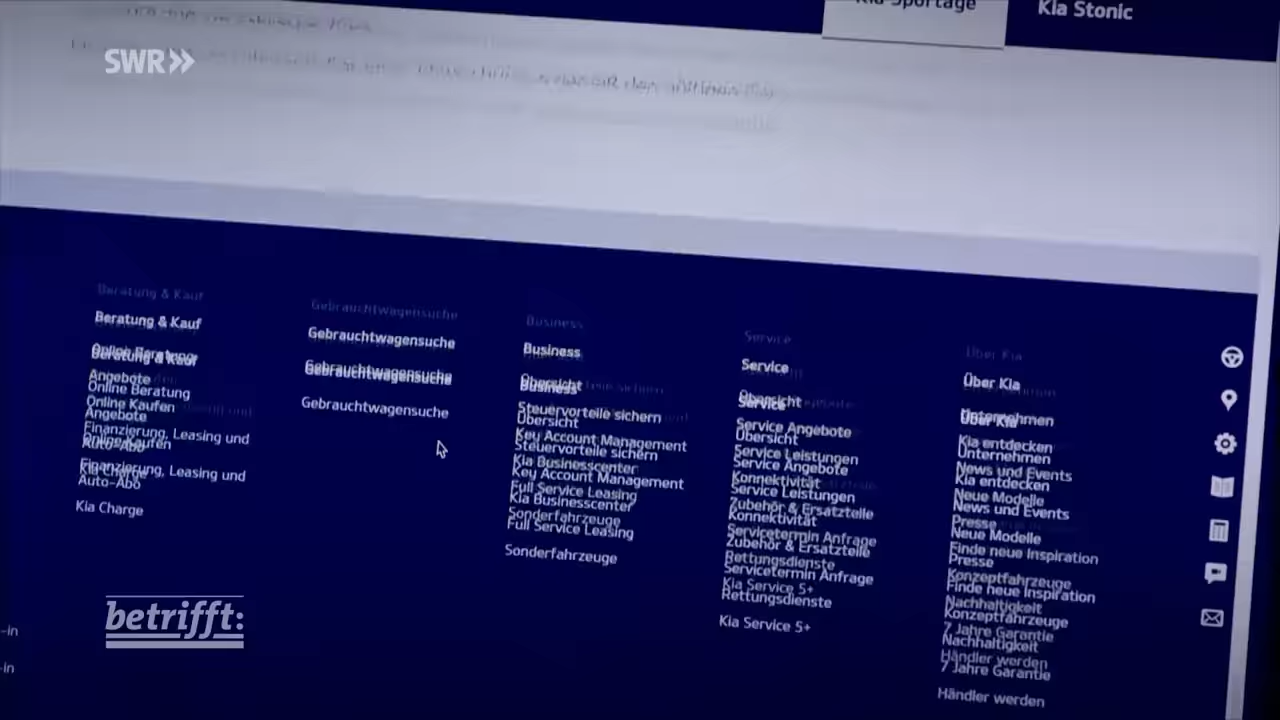 Kia Sportage
Kia Stonic
SWR
Beratung & Kauf
Online Beratung
Angebote
Online Kaufen
Finanzierung, Leasing und
Auto-Abo
Kia Charge
Gebrauchtwagensuche
Gebrauchtwagensuche
Business
Übersicht
Steuervorteile sichern
Key Account Management
Kia Businesscenter
Full Service Leasing
Sonderfahrzeuge
Service
Übersicht
Service Angebote
Service Leistungen
Konnektivität
Zubehör & Ersatzteile
Servicetermin Anfrage
Rettungsdienste
Kia Service 5+
Über Kia
Unternehmen
Kia entdecken
News und Events
Neue Modelle
Presse
Finde neue Inspiration
Konzeptfahrzeuge
Nachhaltigkeit
7 Jahre Garantie
Händler werden
betrifft:
-in
-in